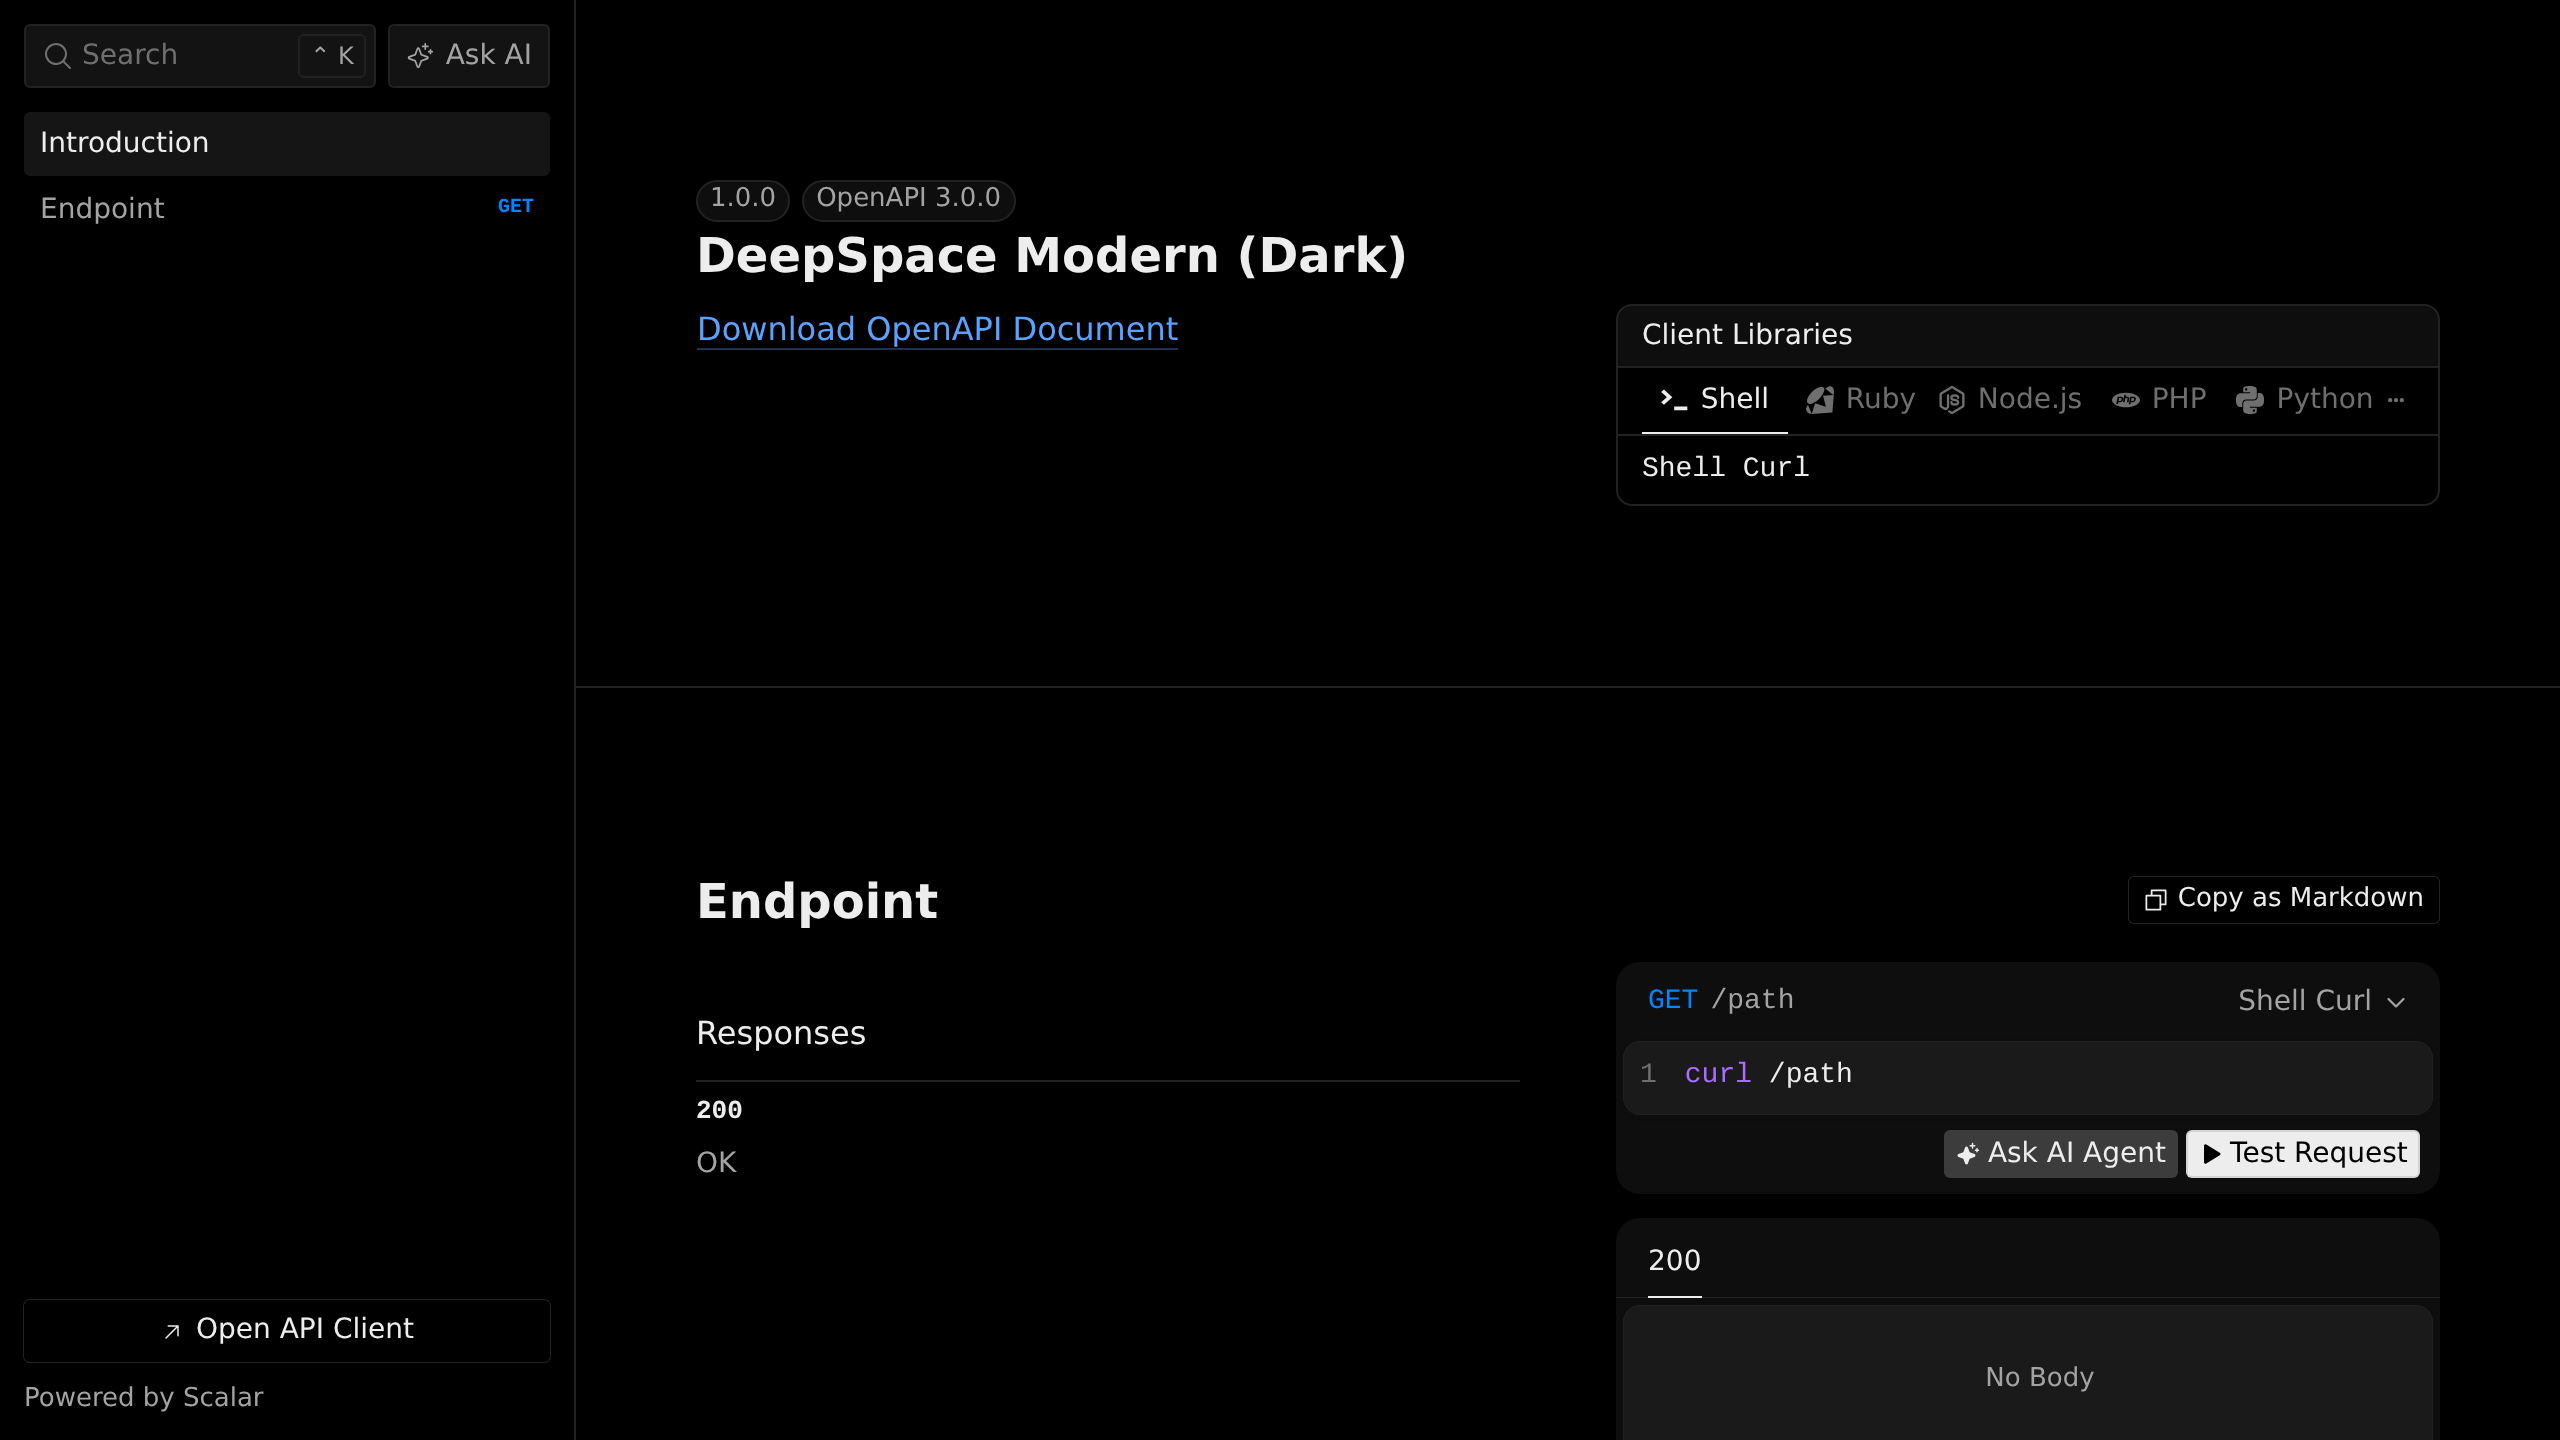 Search ⌃ K Ask AI
Introduction
Endpoint GET
Open API Client
Powered by Scalar
1.0.0 OpenAPI 3.0.0
DeepSpace Modern (Dark)
Download OpenAPI Document
Client Libraries
Shell Ruby Node.js PHP Python ···
Shell Curl
Endpoint
Copy as Markdown
Responses
200
OK
GET /path Shell Curl
1 curl /path
Ask AI Agent Test Request
200
No Body